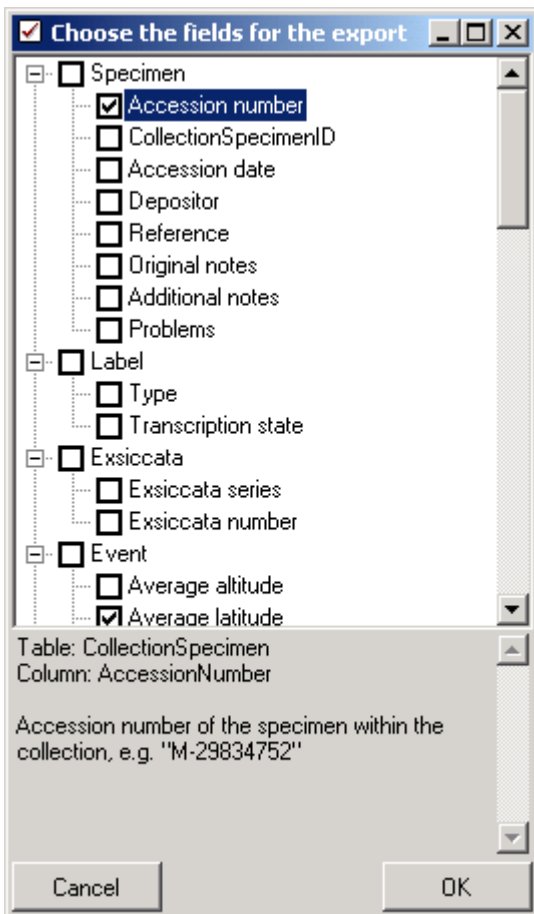 Choose the fields for the export
Specimen
Accession number
CollectionSpecimenID
Accession date
Depositor
Reference
Original notes
Additional notes
Problems
Label
Type
Transcription state
Exsiccata
Exsiccata series
Exsiccata number
Event
Average altitude
Average latitude
Table: CollectionSpecimen
Column: AccessionNumber
Accession number of the specimen within the
collection, e.g. "M-29834752"
Cancel
OK